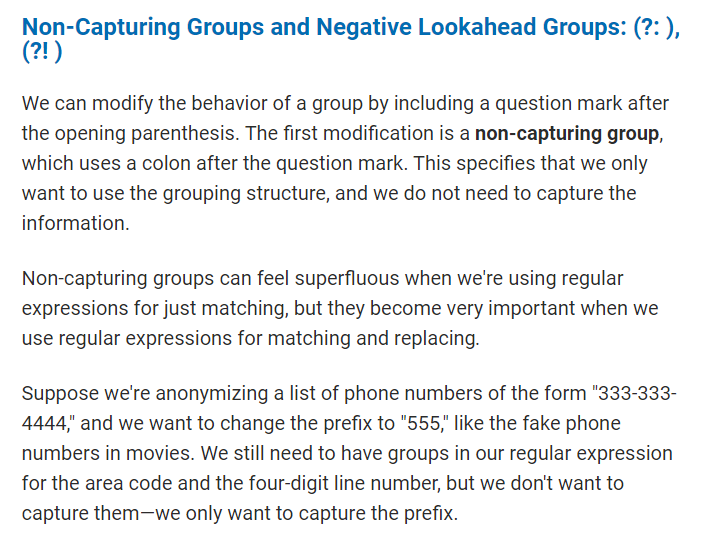 Non-Capturing Groups and Negative Lookahead Groups: (?: ),
(?! )
We can modify the behavior of a group by including a question mark after
the opening parenthesis. The first modification is a non-capturing group,
which uses a colon after the question mark. This specifies that we only
want to use the grouping structure, and we do not need to capture the
information.
Non-capturing groups can feel superfluous when we're using regular
expressions for just matching, but they become very important when we
use regular expressions for matching and replacing.
Suppose we're anonymizing a list of phone numbers of the form "333-333-
4444," and we want to change the prefix to "555," like the fake phone
numbers in movies. We still need to have groups in our regular expression
for the area code and the four-digit line number, but we don't want to
capture them—we only want to capture the prefix.